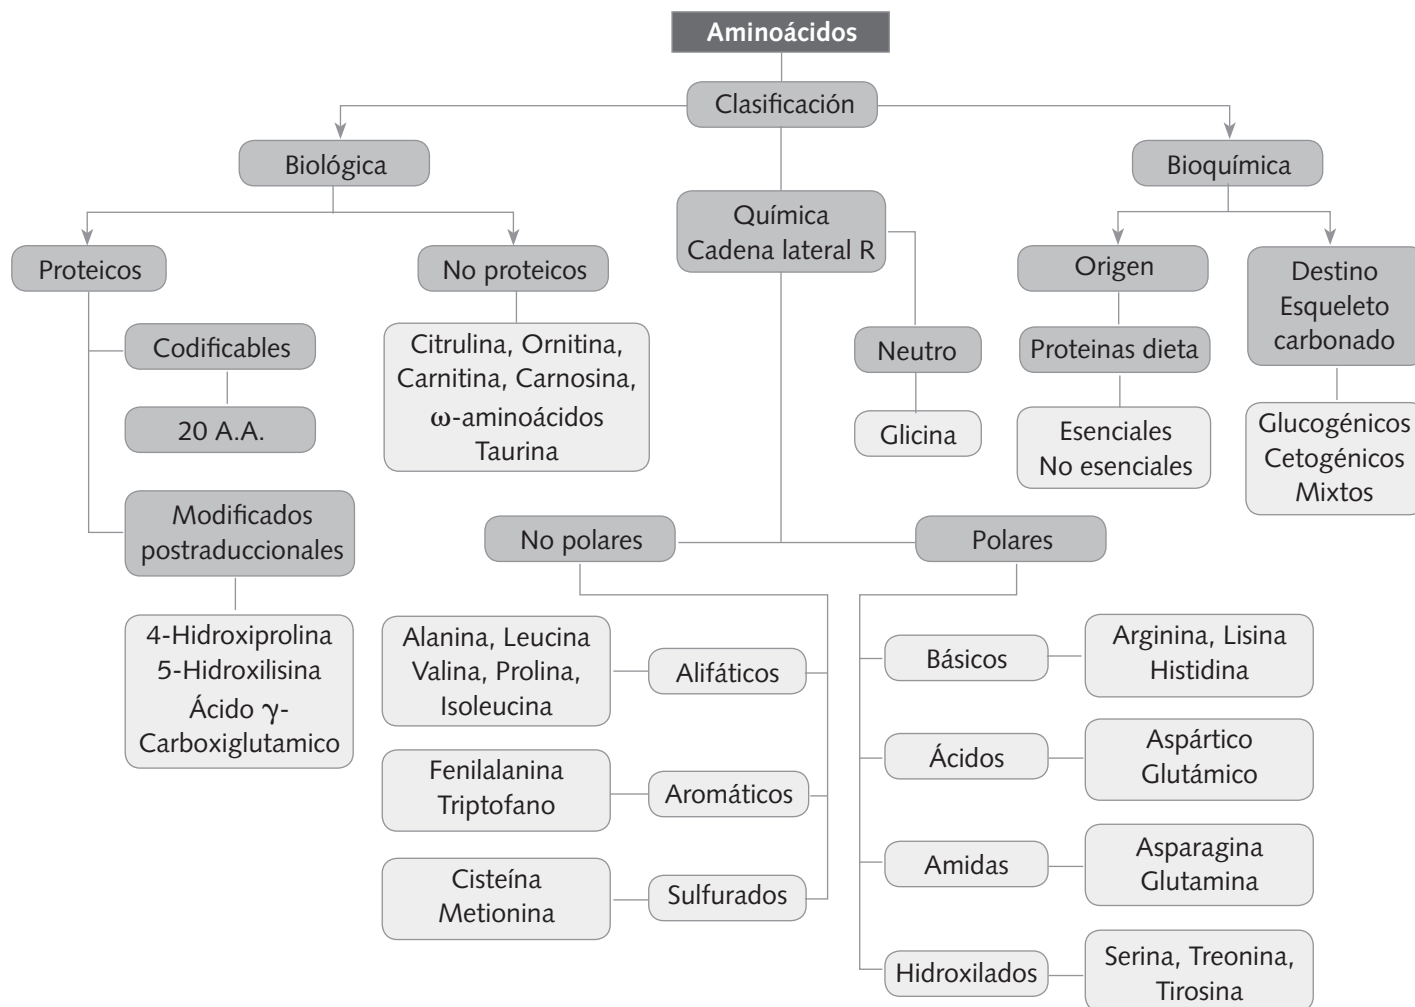 Aminoácidos
Clasificación
Biológica
Proteicos
Codificables
20 A.A.
Modificados
postraduccionales
4-Hidroxiprolina
5-Hidroxilisina
Ácido γ-
Carboxiglutamico
No proteicos
Citrulina, Ornitina,
Carnitina, Carnosina,
ω-aminoácidos
Taurina
Química
Cadena lateral R
Neutro
Glicina
No polares
Alifáticos
Alanina, Leucina
Valina, Prolina,
Isoleucina
Aromáticos
Fenilalanina
Triptofano
Sulfurados
Cisteína
Metionina
Polares
Básicos
Arginina, Lisina
Histidina
Ácidos
Aspártico
Glutámico
Amidas
Asparagina
Glutamina
Hidroxilados
Serina, Treonina,
Tirosina
Bioquímica
Origen
Proteinas dieta
Esenciales
No esenciales
Destino
Esqueleto
carbonado
Glucogénicos
Cetogénicos
Mixtos